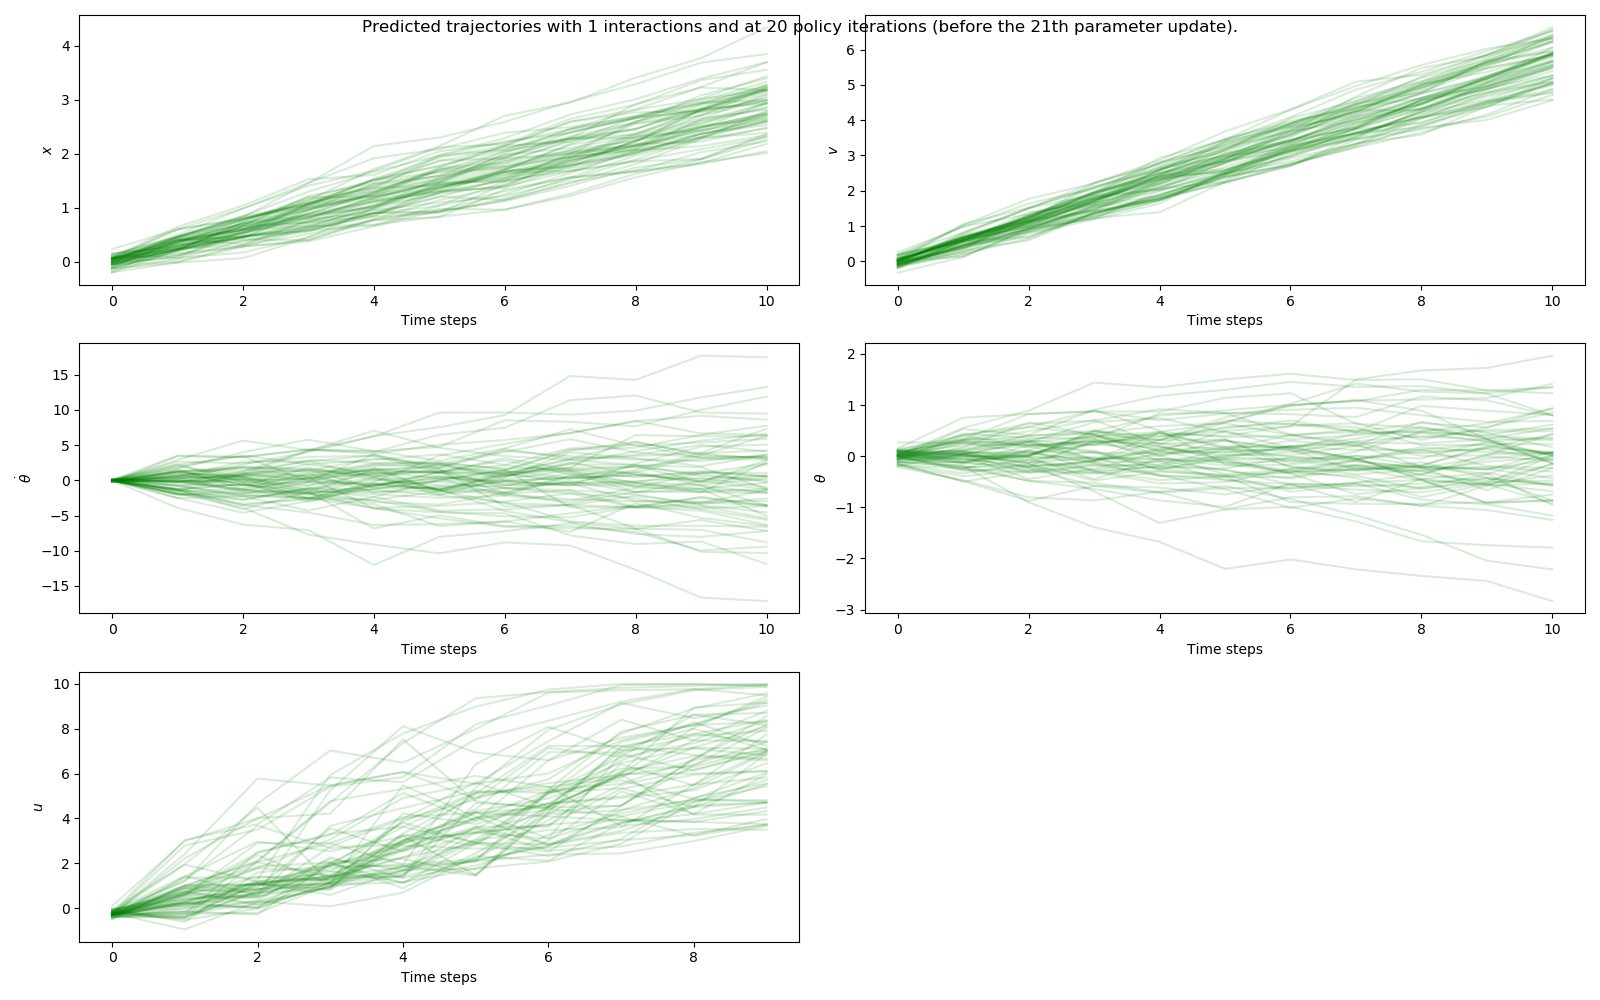 Predicted trajectories with 1 interactions and at 20 policy iterations (before the 21th parameter update).
4
3
2
1
0
x
0 2 4 6 8 10
Time steps
6
5
4
3
2
1
0
v
0 2 4 6 8 10
Time steps
15
10
5
0
−5
−10
−15
θ̇
0 2 4 6 8 10
Time steps
2
1
0
−1
−2
−3
θ
0 2 4 6 8 10
Time steps
10
8
6
4
2
0
u
0 2 4 6 8
Time steps